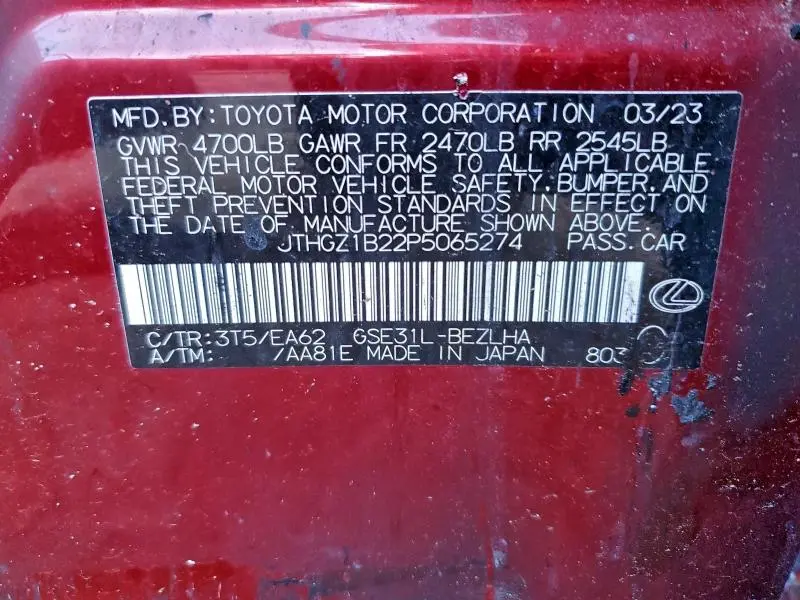 MFD.BY:TOYOTA MOTOR CORPORATION 03/23
GVWR 4700LB GAWR FR 2470LB RR 2545LB
THIS VEHICLE CONFORMS TO ALL APPLICABLE
FEDERAL MOTOR VEHICLE SAFETY.BUMPER.AND
THEFT PREVENTION STANDARDS IN EFFECT ON
THE DATE OF MANUFACTURE SHOWN ABOVE.
JTHGZ1B22P5065274 PASS.CAR
C/TR:3T5/EA62 GSE31L-BEZLHA
A/TM: /AA81E MADE IN JAPAN 803